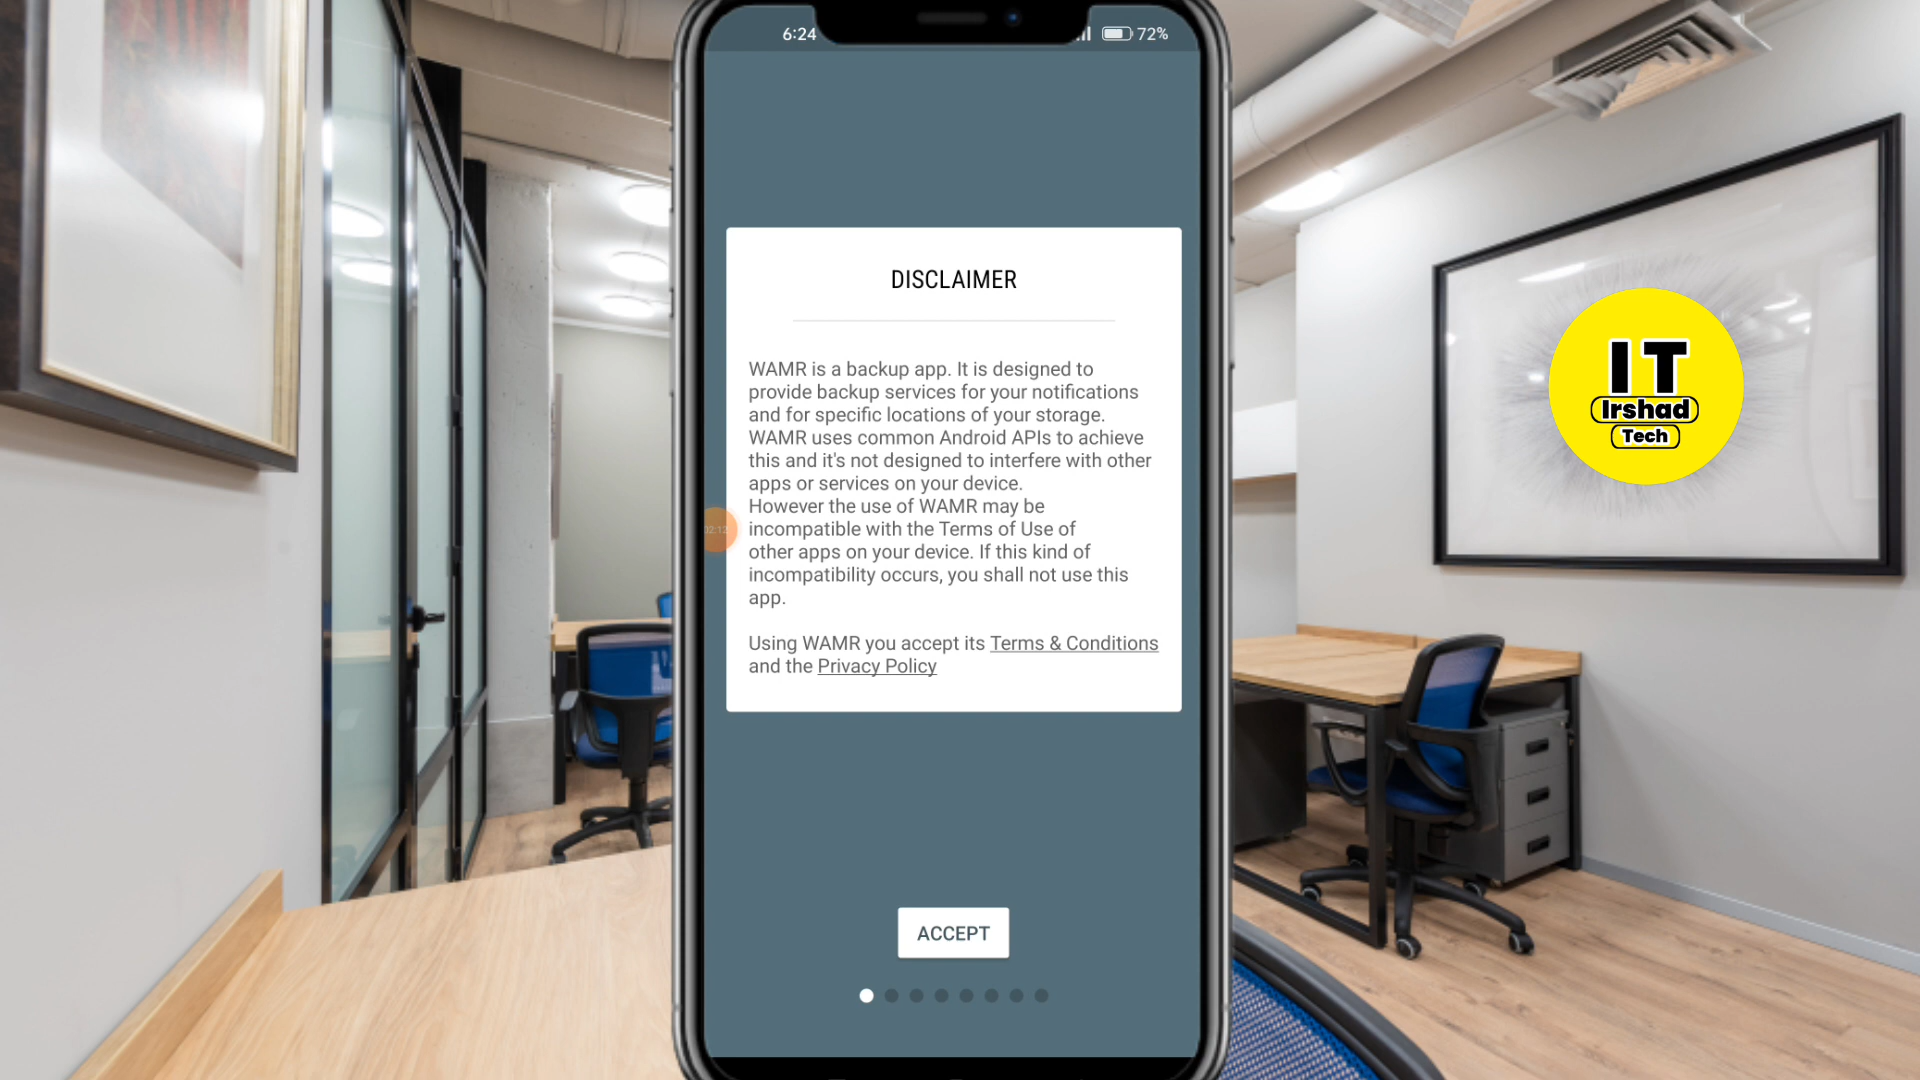 6:24
72%
DISCLAIMER
WAMR is a backup app. It is designed to
provide backup services for your notifications
and for specific locations of your storage.
WAMR uses common Android APIs to achieve
this and it's not designed to interfere with other
apps or services on your device.
However the use of WAMR may be
incompatible with the Terms of Use of
other apps on your device. If this kind of
incompatibility occurs, you shall not use this
app.
Using WAMR you accept its Terms & Conditions
and the Privacy Policy
02:12
ACCEPT
IT
Irshad
Tech